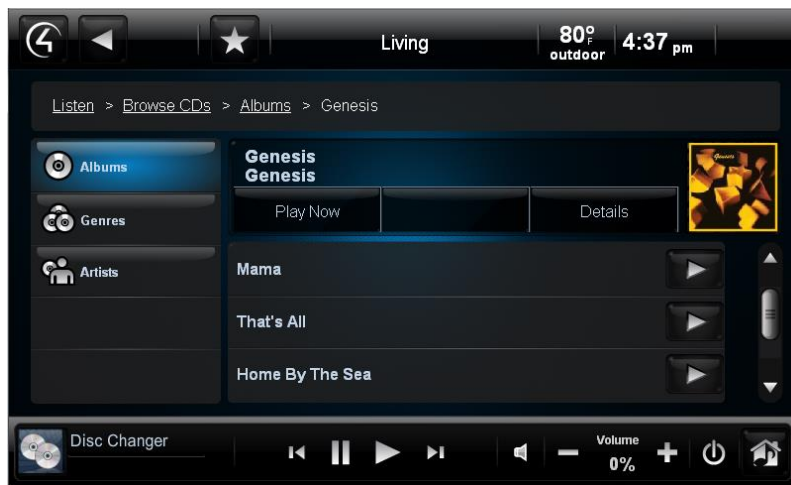 Living
80°F
outdoor
4:37 pm
Listen > Browse CDs > Albums > Genesis
Albums
Genres
Artists
Genesis
Genesis
Play Now
Details
Genesis
Mama
That's All
Home By The Sea
Disc Changer
Volume
0%